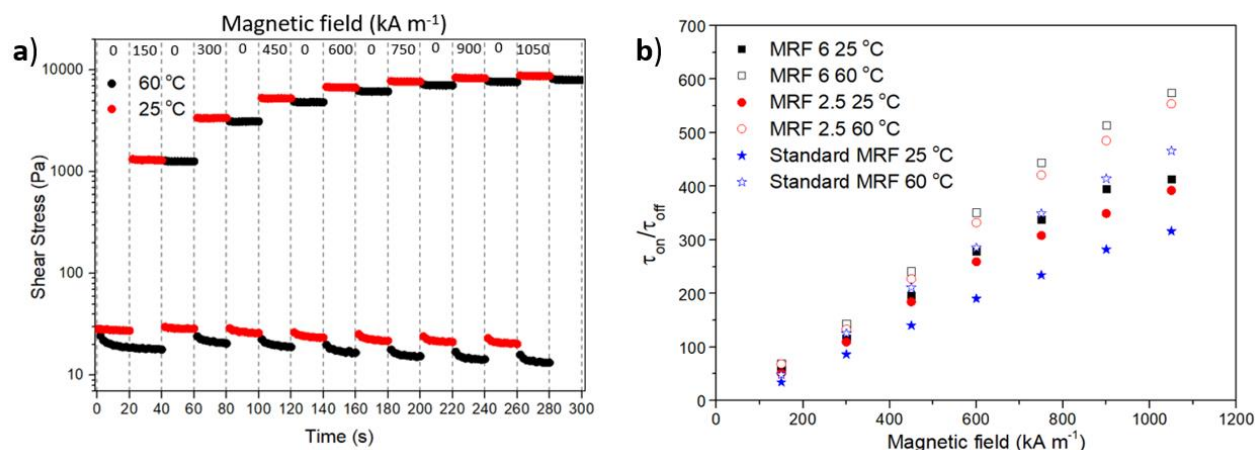 a)
Magnetic field (kA m⁻¹)
0 150 0 300 0 450 0 600 0 750 0 900 0 1050
10000
1000
100
10
Shear Stress (Pa)
60 °C
25 °C
0 20 40 60 80 100 120 140 160 180 200 220 240 260 280 300
Time (s)
b)
700
600
500
400
300
200
100
0
τon/τoff
MRF 6 25 °C
MRF 6 60 °C
MRF 2.5 25 °C
MRF 2.5 60 °C
Standard MRF 25 °C
Standard MRF 60 °C
0 200 400 600 800 1000 1200
Magnetic field (kA m⁻¹)